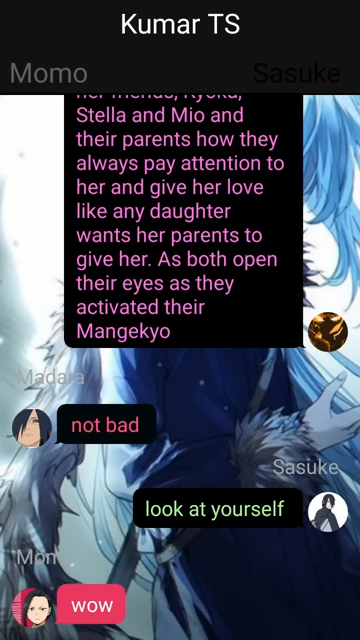 Kumar TS
Momo
Sasuke
her friends, Kyoku,
Stella and Mio and
their parents how they
always pay attention to
her and give her love
like any daughter
wants her parents to
give her. As both open
their eyes as they
activated their
Mangekyo
Madara
not bad
Sasuke
look at yourself
Mom
wow